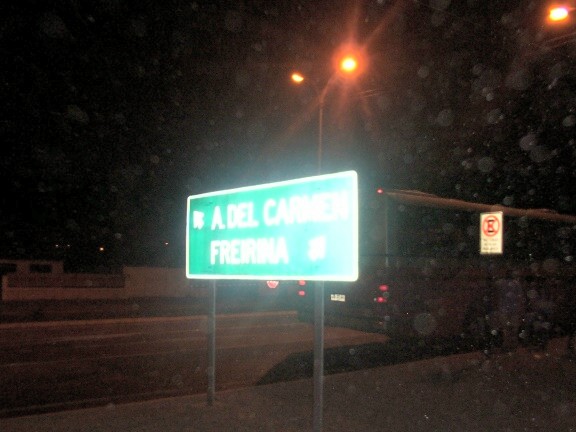 A. DEL CARMEN
FREIRINA
E